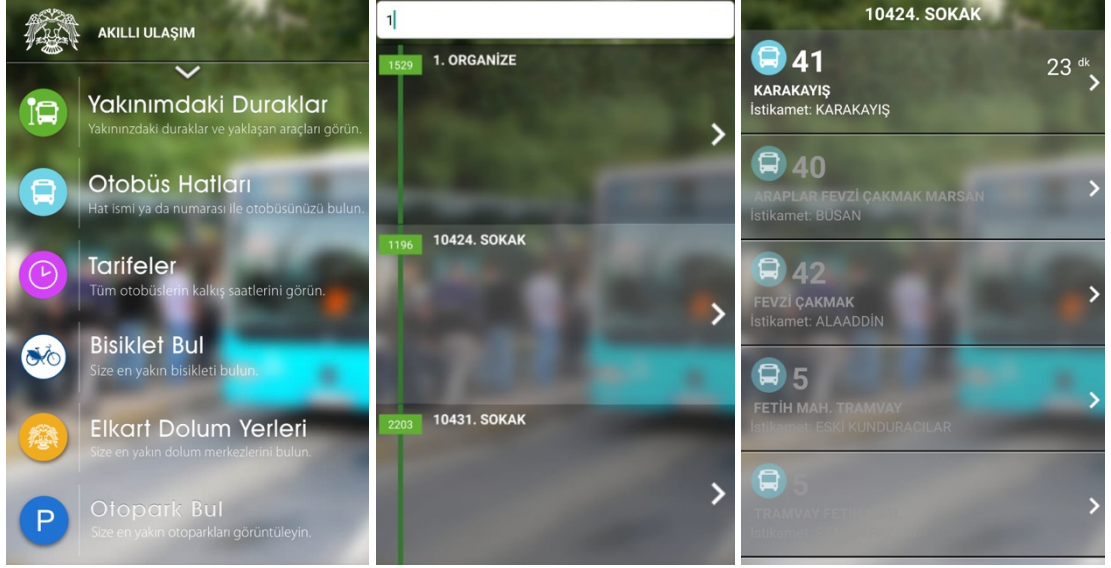 AKILLI ULAŞIM
Yakınımdaki Duraklar
Yakınınzdaki duraklar ve yaklaşan araçları görün.
Otobüs Hatları
Hat ismi ya da numarası ile otobüsünüzü bulun.
Tarifeler
Tüm otobüslerin kalkış saatlerini görün.
Bisiklet Bul
Size en yakın bisikleti bulun.
Elkart Dolum Yerleri
Size en yakın dolum merkezlerini bulun.
P
Otopark Bul
Size en yakın otoparkları görüntüleyin.
1
1529 1. ORGANİZE
1196 10424. SOKAK
2203 10431. SOKAK
10424. SOKAK
41
23 dk
KARAKAYIŞ
İstikamet: KARAKAYIŞ
40
ARAPLAR FEVZİ ÇAKMAK MARSAN
İstikamet: BUSAN
42
FEVZİ ÇAKMAK
İstikamet: ALAADDİN
5
FETİH MAH. TRAMVAY
İstikamet: ESKİ KUNDURACILAR
5
TRAMVAY
İstikamet: